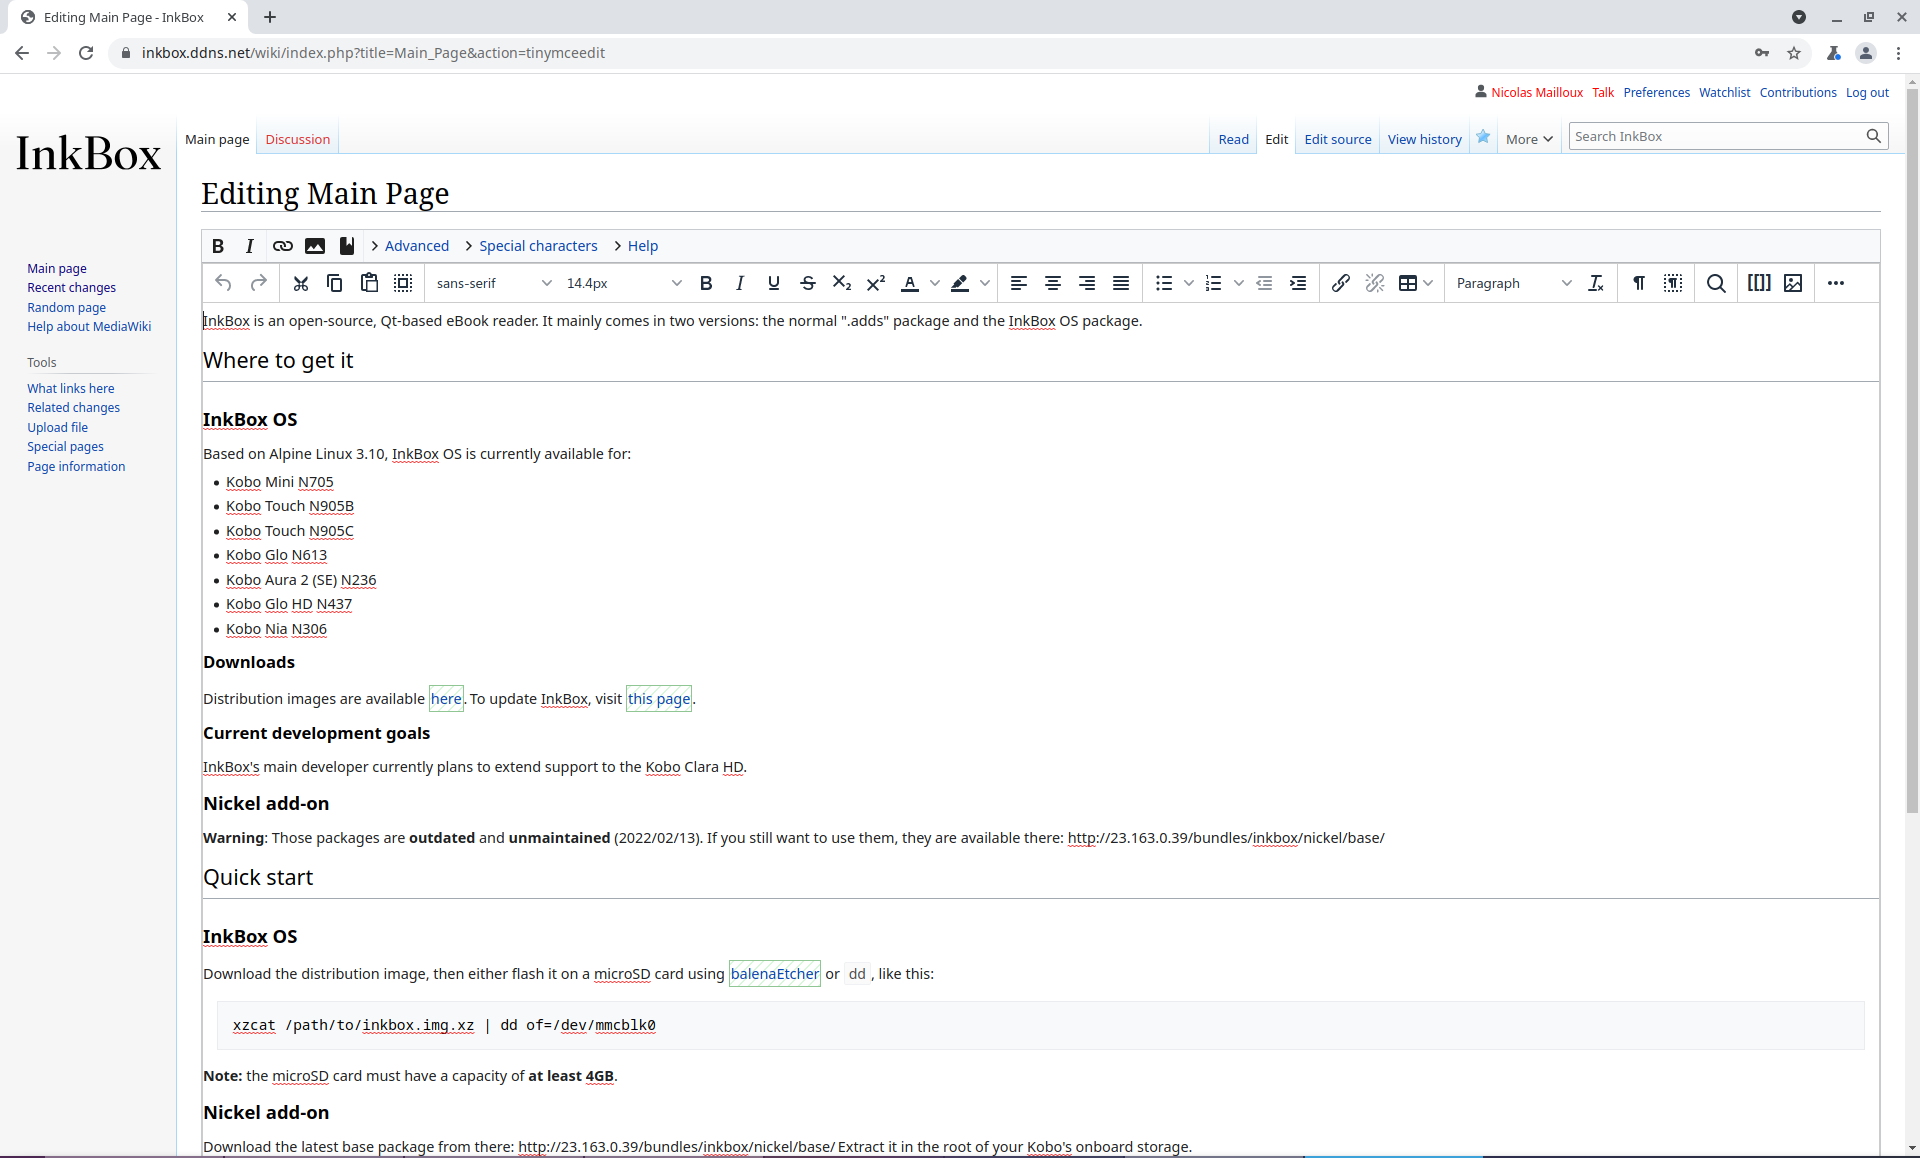 Editing Main Page - InkBox
inkbox.ddns.net/wiki/index.php?title=Main_Page&action=tinymceedit
Nicolas Mailloux Talk Preferences Watchlist Contributions Log out
InkBox
Main page Discussion Read Edit Edit source View history More Search InkBox
Editing Main Page
B I Advanced Special characters Help
sans-serif 14.4px B I U S X₂ X² A Paragraph
Main page
Recent changes
Random page
Help about MediaWiki
Tools
What links here
Related changes
Upload file
Special pages
Page information
InkBox is an open-source, Qt-based eBook reader. It mainly comes in two versions: the normal ".adds" package and the InkBox OS package.
Where to get it
InkBox OS
Based on Alpine Linux 3.10, InkBox OS is currently available for:
• Kobo Mini N705
• Kobo Touch N905B
• Kobo Touch N905C
• Kobo Glo N613
• Kobo Aura 2 (SE) N236
• Kobo Glo HD N437
• Kobo Nia N306
Downloads
Distribution images are available here. To update InkBox, visit this page.
Current development goals
InkBox's main developer currently plans to extend support to the Kobo Clara HD.
Nickel add-on
Warning: Those packages are outdated and unmaintained (2022/02/13). If you still want to use them, they are available there: http://23.163.0.39/bundles/inkbox/nickel/base/
Quick start
InkBox OS
Download the distribution image, then either flash it on a microSD card using balenaEtcher or dd, like this:
xzcat /path/to/inkbox.img.xz | dd of=/dev/mmcblk0
Note: the microSD card must have a capacity of at least 4GB.
Nickel add-on
Download the latest base package from there: http://23.163.0.39/bundles/inkbox/nickel/base/ Extract it in the root of your Kobo's onboard storage.